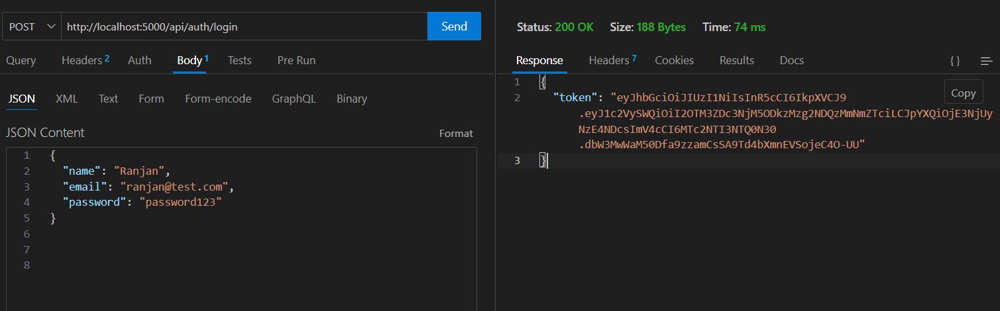 POST http://localhost:5000/api/auth/login Send
Query Headers 2 Auth Body 1 Tests Pre Run
JSON XML Text Form Form-encode GraphQL Binary
JSON Content Format
1 {
2 "name": "Ranjan",
3 "email": "ranjan@test.com",
4 "password": "password123"
5 }
6
7
8
Status: 200 OK Size: 188 Bytes Time: 74 ms
Response Headers 7 Cookies Results Docs { }
1 {
Copy
2 "token": "eyJhbGciOiJIUzI1NiIsInR5cCI6IkpXVCJ9
.eyJ1c2VySWQiOiI2OTM3ZDc3NjM5ODkzMzg2NDQzMmNmZTciLCJpYXQiOjE3NjUy
NzE4NDcsImV4cCI6MTc2NTI3NTQ0N30
.dbW3MwWaM50Dfa9zzamCsSA9Td4bXmnEVSojeC4O-UU"
3 }